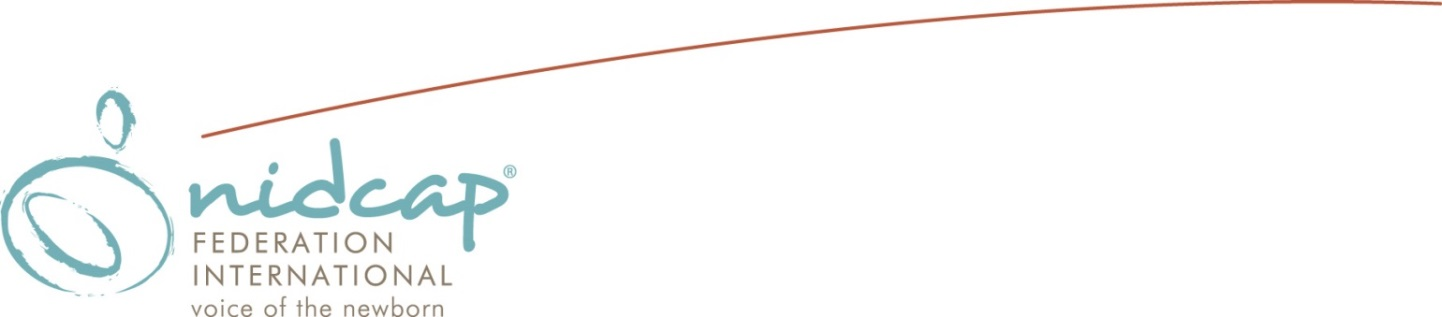 nidcap®
FEDERATION
INTERNATIONAL
voice of the newborn